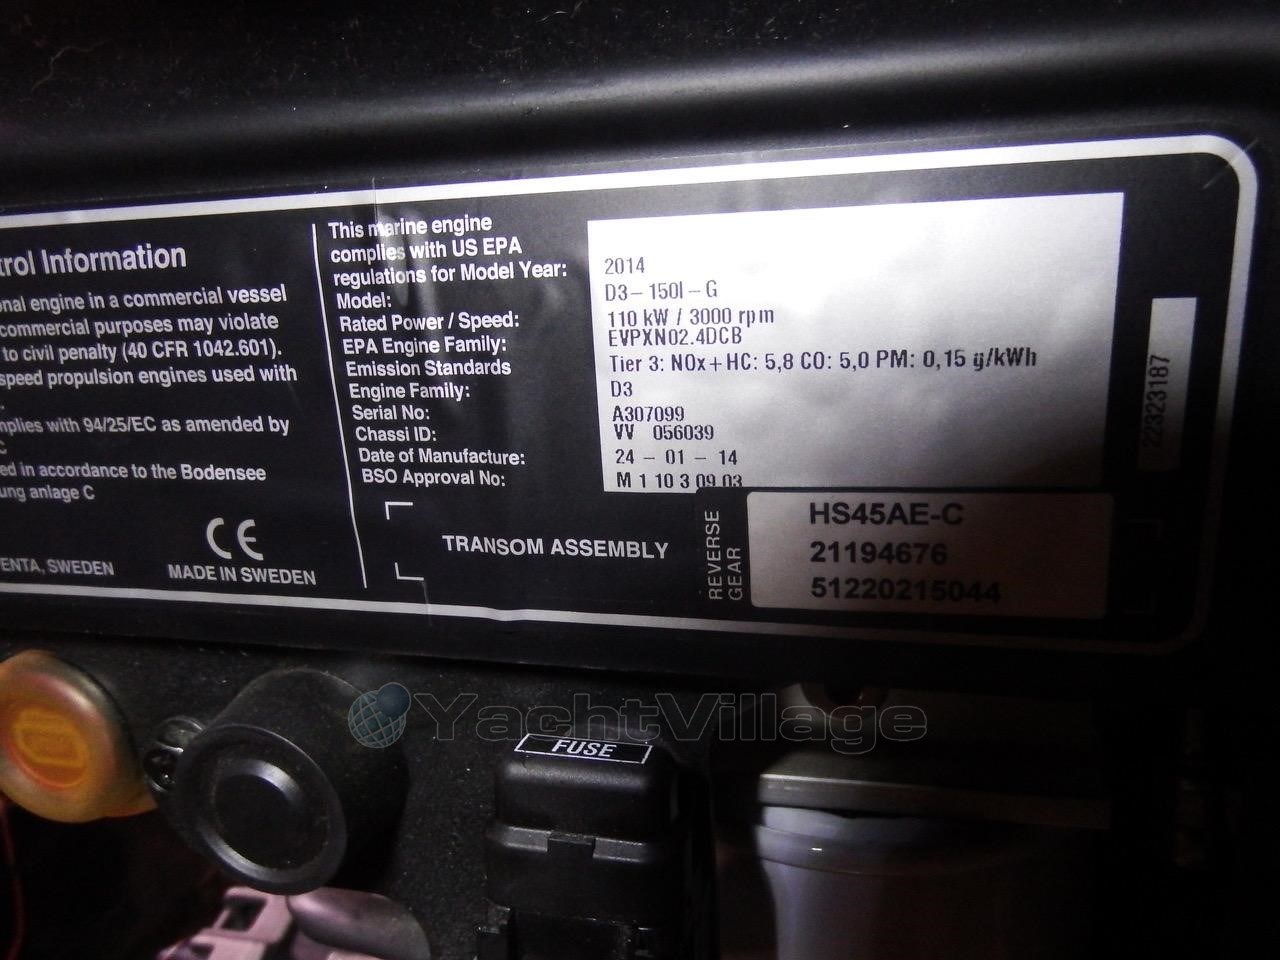 trol Information
onal engine in a commercial vessel
commercial purposes may violate
to civil penalty (40 CFR 1042.601).
speed propulsion engines used with
mplies with 94/25/EC as amended by
ed in accordance to the Bodensee
ung anlage C
CE
ENTA, SWEDEN
MADE IN SWEDEN
This marine engine
complies with US EPA
regulations for Model Year: 2014
Model: D3-150I-G
Rated Power / Speed: 110 kW / 3000 rpm
EPA Engine Family: EVPXN02.4DCB
Emission Standards Tier 3: NOx+HC: 5,8 CO: 5,0 PM: 0,15 g/kWh
Engine Family: D3
Serial No: A307099
Chassi ID: VV 056039
Date of Manufacture: 24 - 01 - 14
BSO Approval No: M 1 10 3 09 03
22323187
TRANSOM ASSEMBLY
REVERSE
GEAR
HS45AE-C
21194676
51220215044
YachtVillage
FUSE